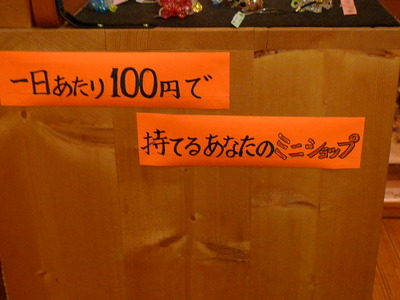 一日あたり100円で
持てるあなたのミニショップ